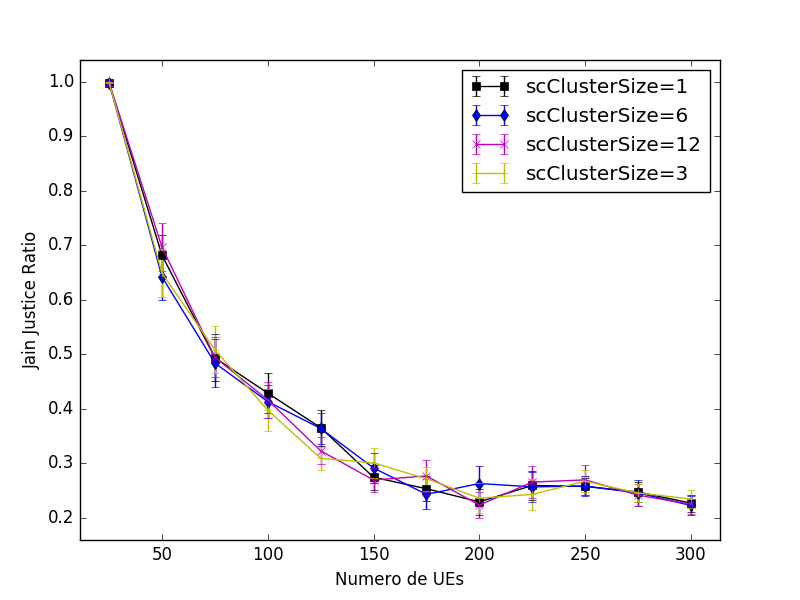 scClusterSize=1
scClusterSize=6
scClusterSize=12
scClusterSize=3
1.0
0.9
0.8
0.7
0.6
0.5
0.4
0.3
0.2
Jain Justice Ratio
50 100 150 200 250 300
Numero de UEs